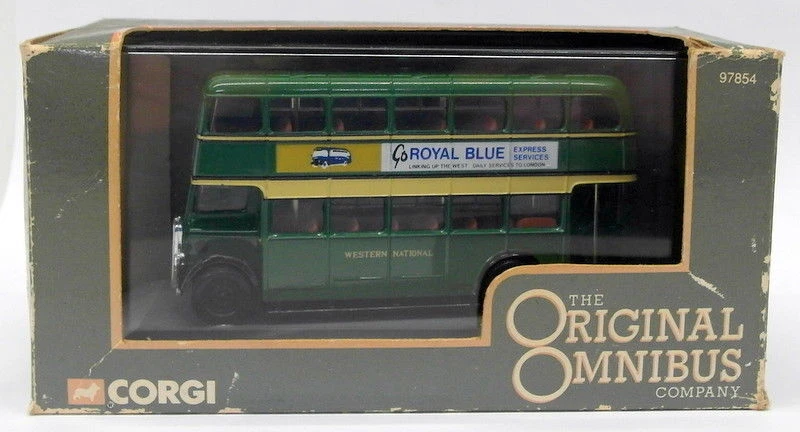 97854
Go ROYAL BLUE EXPRESS SERVICES
LINKING UP THE WEST DAILY SERVICES TO LONDON
WESTERN NATIONAL
THE
ORIGINAL
OMNIBUS
COMPANY
CORGI